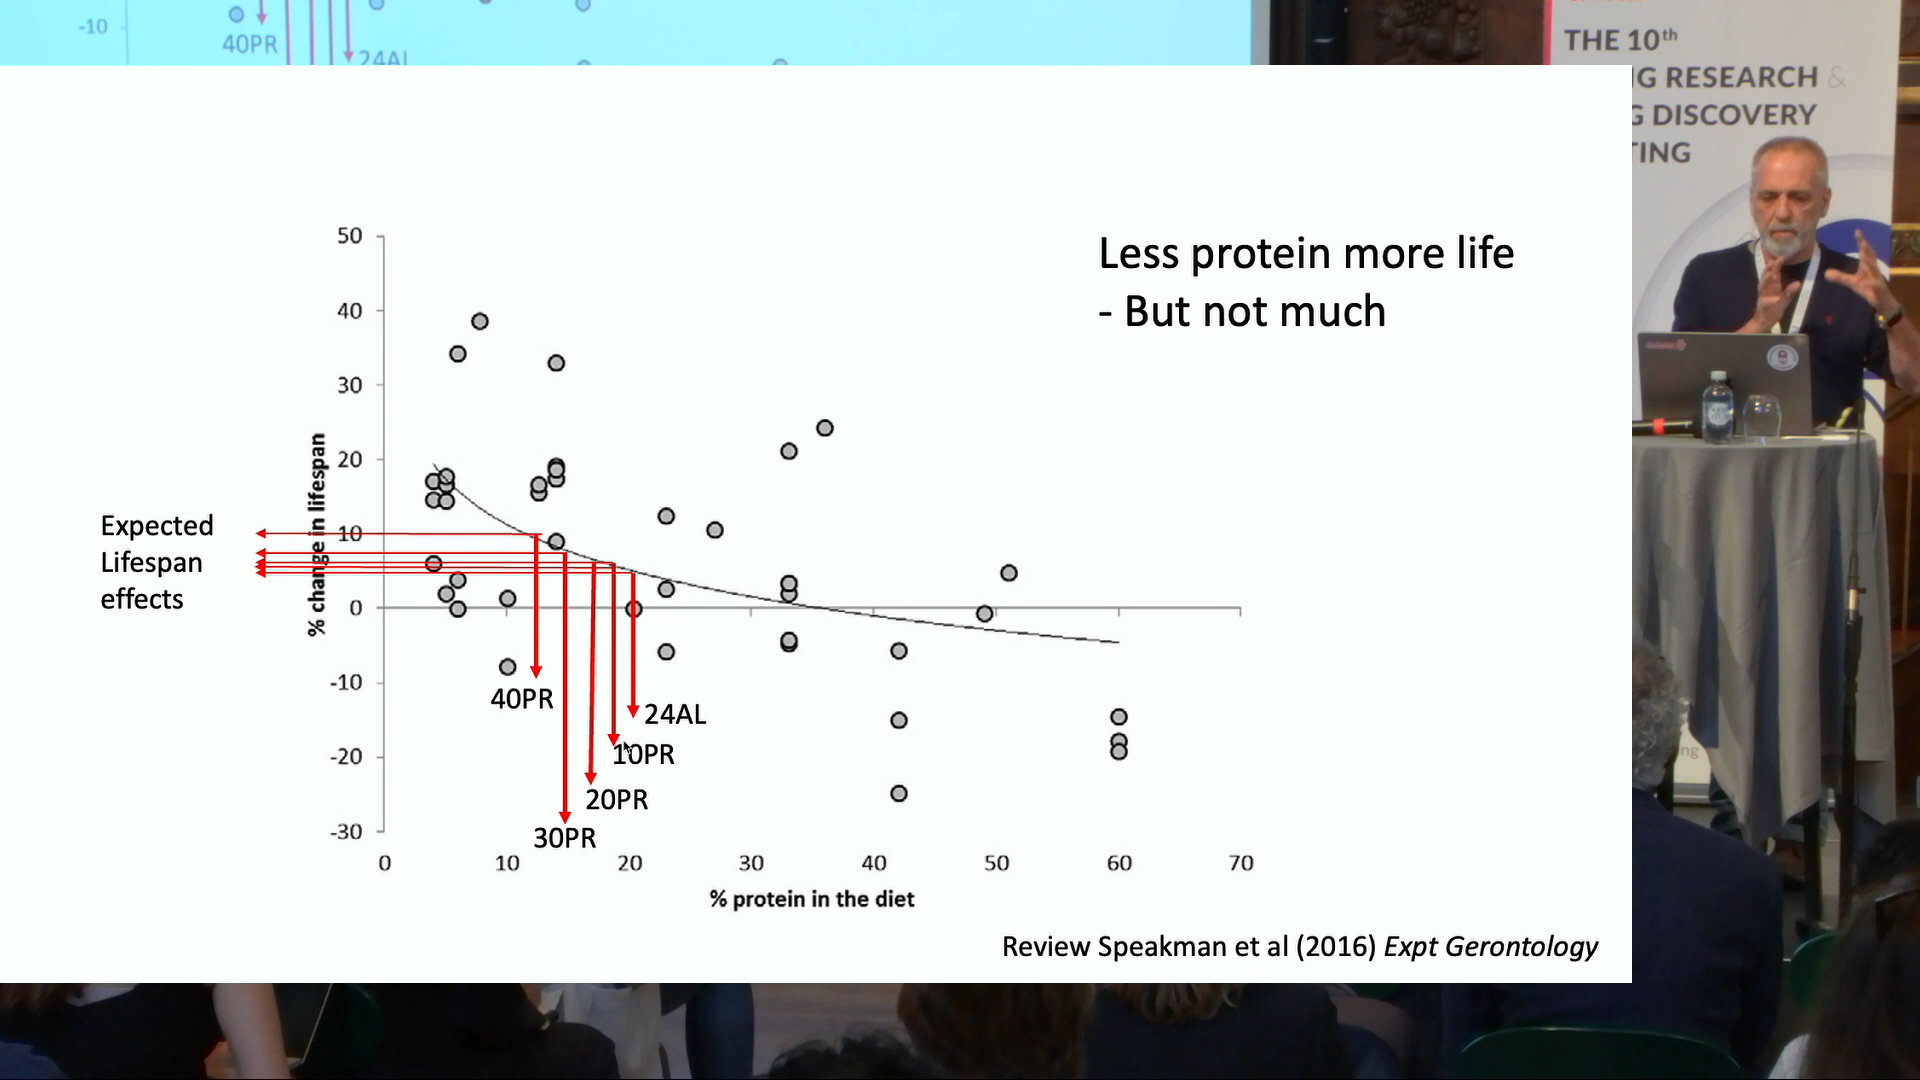 -10
40PR
24AL
THE 10th
G RESEARCH &
DISCOVERY
TING
Less protein more life
- But not much
50
40
30
20
10
0
-10
-20
-30
% change in lifespan
Expected
Lifespan
effects
40PR
24AL
10PR
20PR
30PR
0 10 20 30 40 50 60 70
% protein in the diet
Review Speakman et al (2016) Expt Gerontology